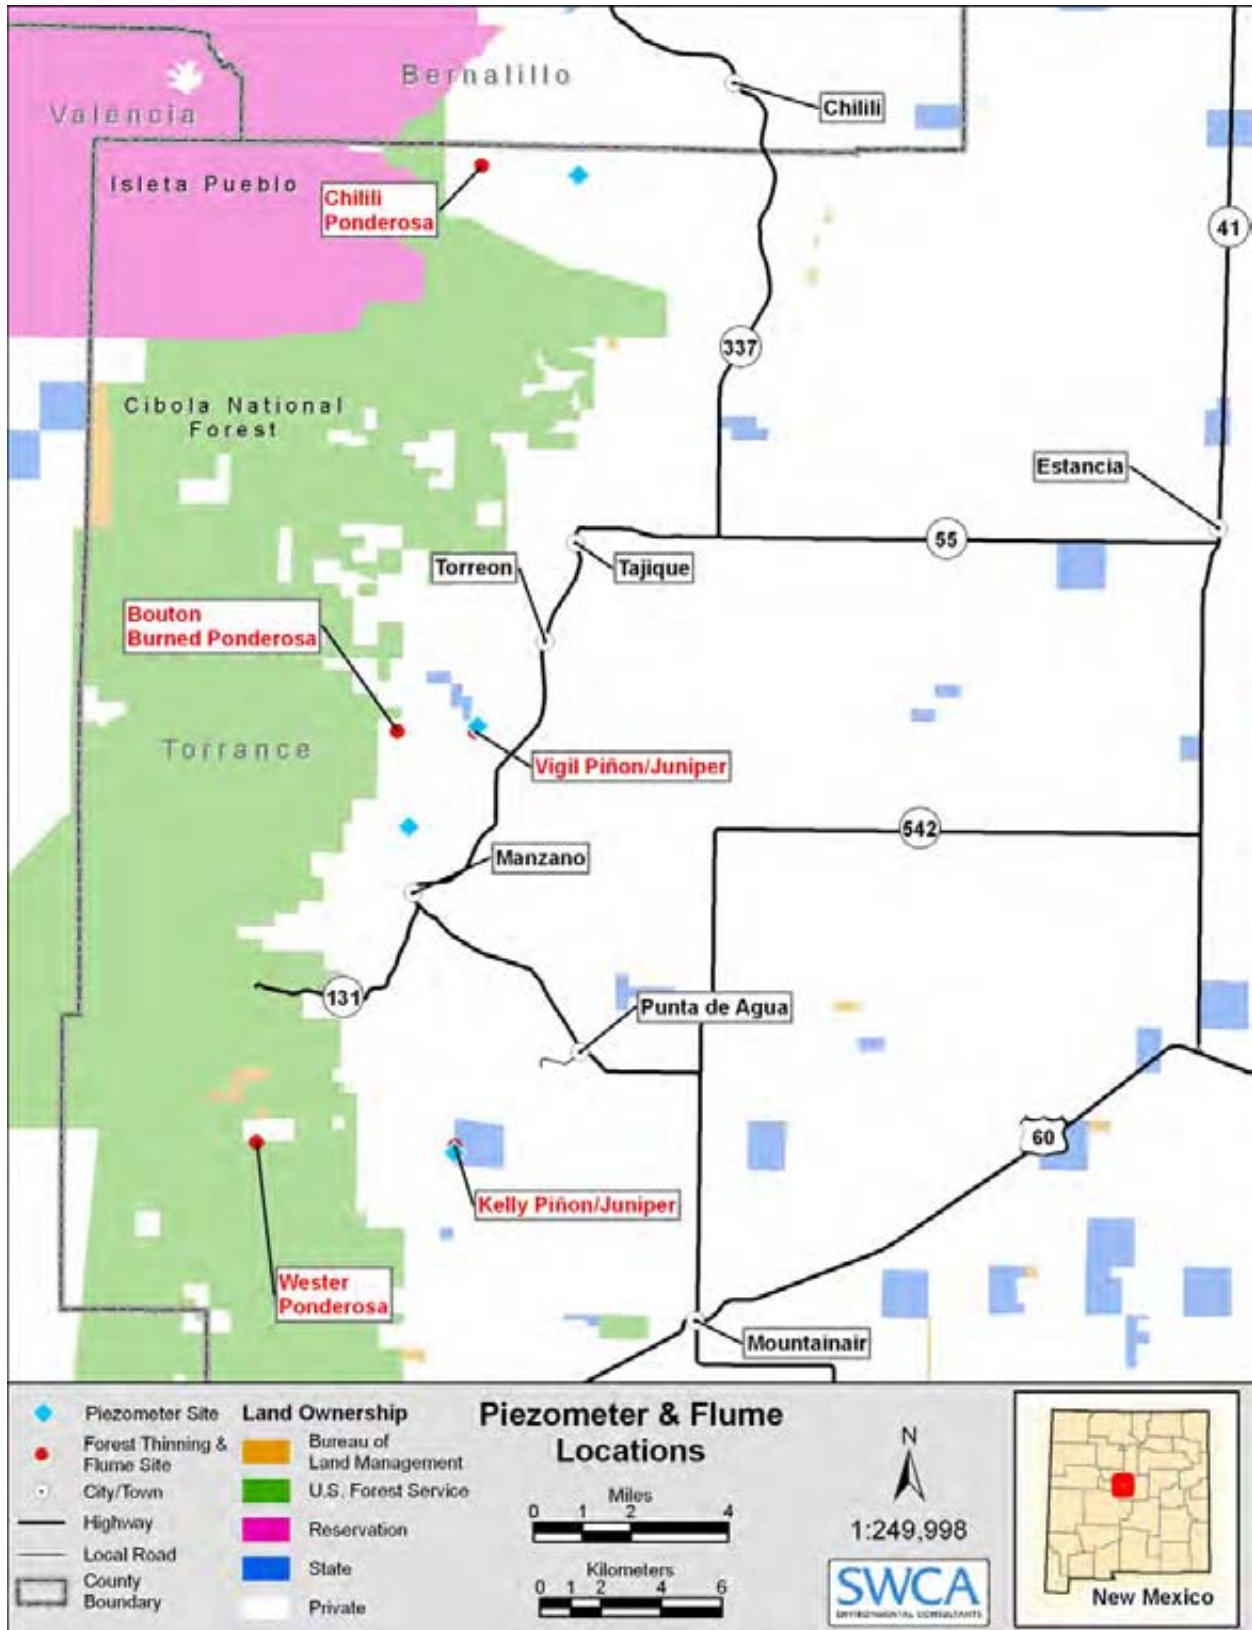 Bernalillo
Valencia
Chilili
Isleta Pueblo
Chilili
Ponderosa
41
337
Cibola National
Forest
Estancia
55
Torreon
Tajique
Bouton
Burned Ponderosa
Torrance
Vigil Piñon/Juniper
542
Manzano
131
Punta de Agua
60
Kelly Piñon/Juniper
Wester
Ponderosa
Mountainair
Piezometer Site
Forest Thinning &
Flume Site
City/Town
Highway
Local Road
County
Boundary
Land Ownership
Bureau of
Land Management
U.S. Forest Service
Reservation
State
Private
Piezometer & Flume
Locations
Miles
0 1 2 4
Kilometers
0 1 2 4 6
N
1:249,998
SWCA
ENVIRONMENTAL CONSULTANTS
New Mexico